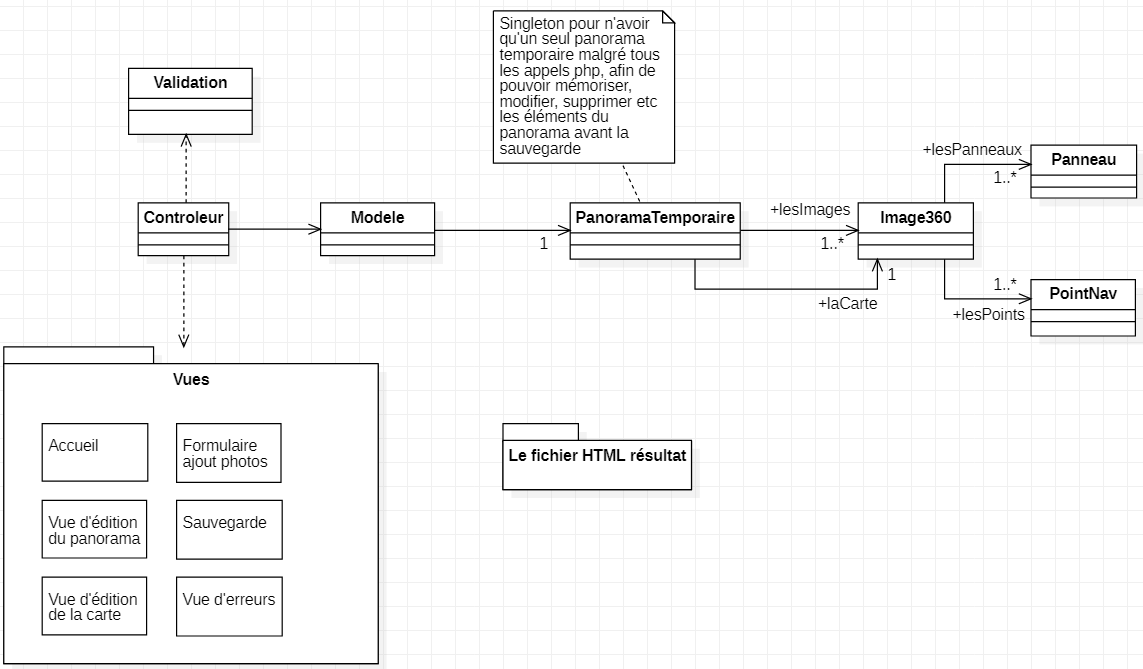 Singleton pour n'avoir
qu'un seul panorama
temporaire malgré tous
les appels php, afin de
pouvoir mémoriser,
modifier, supprimer etc
les éléments du
panorama avant la
sauvegarde
Validation
Controleur
Modele
1
PanoramaTemporaire
+lesImages
1..*
Image360
+lesPanneaux
1..*
Panneau
+laCarte
1
1..*
+lesPoints
PointNav
Vues
Accueil
Formulaire
ajout photos
Vue d'édition
du panorama
Sauvegarde
Vue d'édition
de la carte
Vue d'erreurs
Le fichier HTML résultat